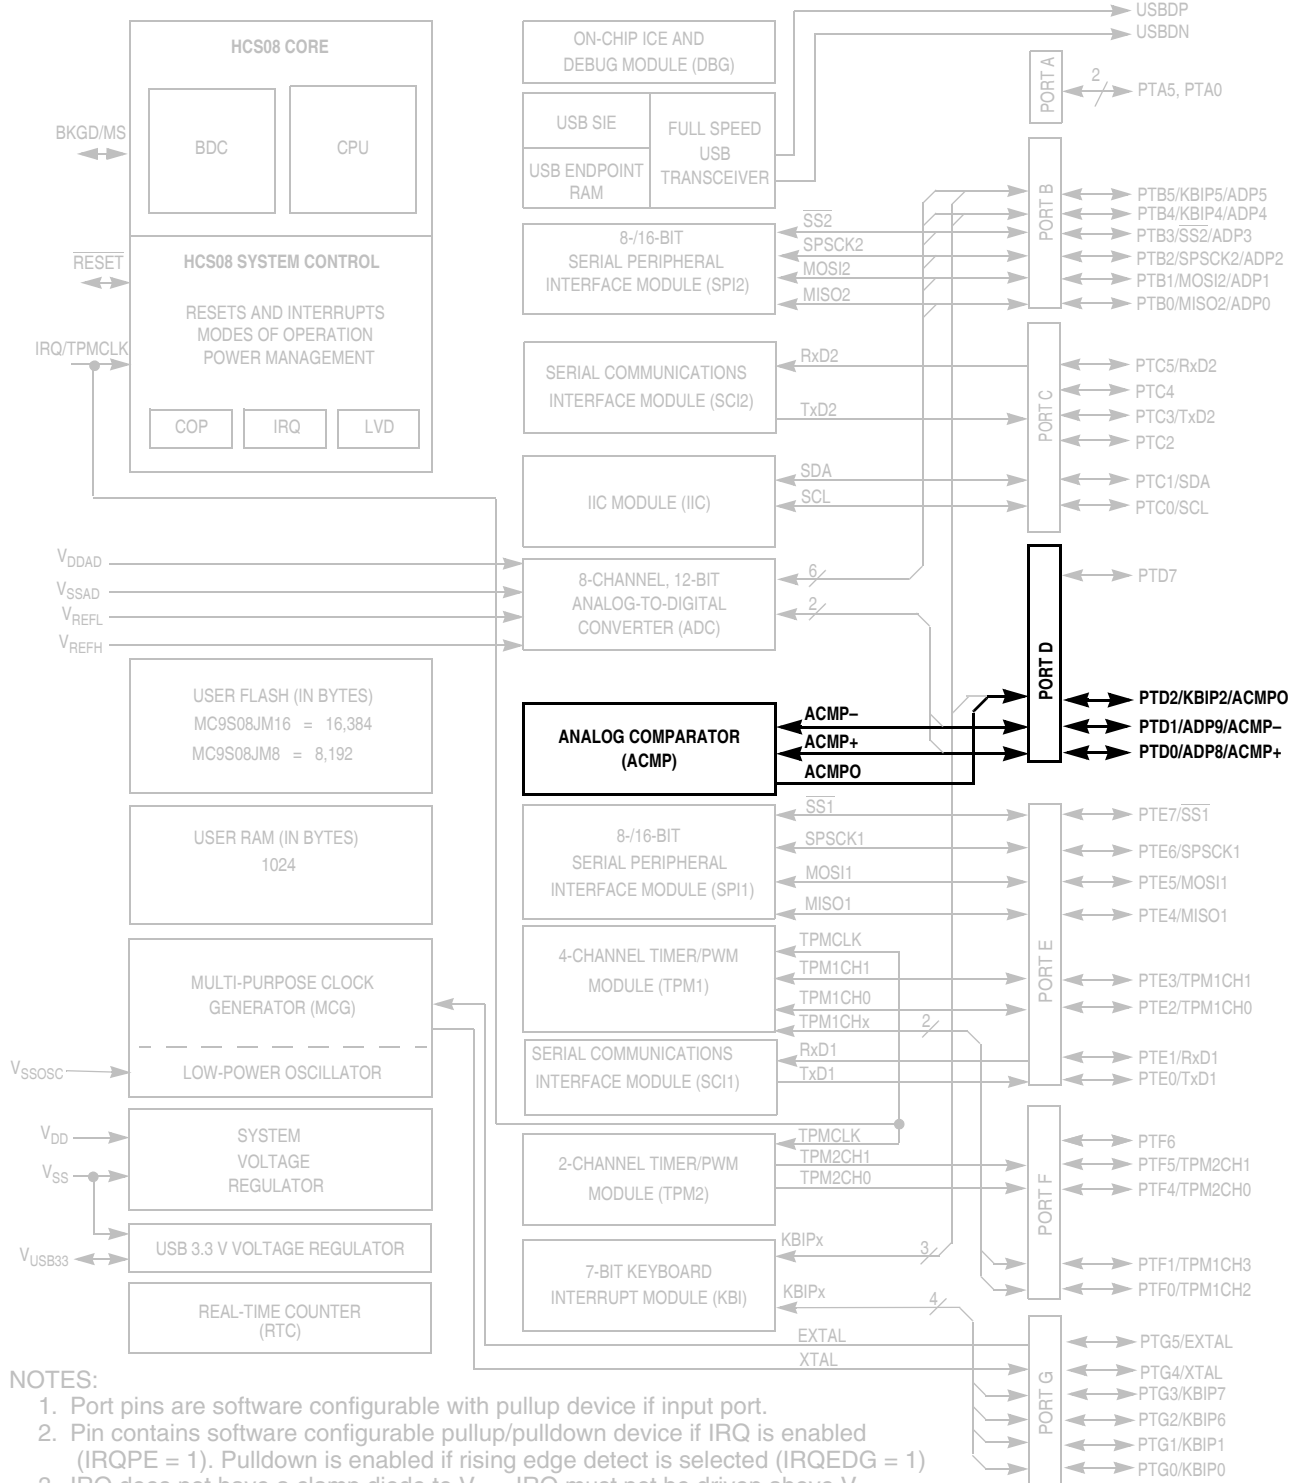 HCS08 CORE
BDC
CPU
BKGD/MS
RESET
HCS08 SYSTEM CONTROL
RESETS AND INTERRUPTS
MODES OF OPERATION
POWER MANAGEMENT
IRQ/TPMCLK
COP
IRQ
LVD
VDDAD
VSSAD
VREFL
VREFH
USER FLASH (IN BYTES)
MC9S08JM16 = 16,384
MC9S08JM8 = 8,192
USER RAM (IN BYTES)
1024
MULTI-PURPOSE CLOCK
GENERATOR (MCG)
LOW-POWER OSCILLATOR
VSSOSC
VDD
VSS
SYSTEM
VOLTAGE
REGULATOR
VUSB33
USB 3.3 V VOLTAGE REGULATOR
REAL-TIME COUNTER
(RTC)
ON-CHIP ICE AND
DEBUG MODULE (DBG)
USB SIE
USB ENDPOINT
RAM
FULL SPEED
USB
TRANSCEIVER
8-/16-BIT
SERIAL PERIPHERAL
INTERFACE MODULE (SPI2)
SS2
SPSCK2
MOSI2
MISO2
SERIAL COMMUNICATIONS
INTERFACE MODULE (SCI2)
RxD2
TxD2
IIC MODULE (IIC)
SDA
SCL
8-CHANNEL, 12-BIT
ANALOG-TO-DIGITAL
CONVERTER (ADC)
6
2
ANALOG COMPARATOR
(ACMP)
ACMP–
ACMP+
ACMPO
8-/16-BIT
SERIAL PERIPHERAL
INTERFACE MODULE (SPI1)
SS1
SPSCK1
MOSI1
MISO1
4-CHANNEL TIMER/PWM
MODULE (TPM1)
TPMCLK
TPM1CH1
TPM1CH0
TPM1CHx
2
SERIAL COMMUNICATIONS
INTERFACE MODULE (SCI1)
RxD1
TxD1
2-CHANNEL TIMER/PWM
MODULE (TPM2)
TPMCLK
TPM2CH1
TPM2CH0
7-BIT KEYBOARD
INTERRUPT MODULE (KBI)
KBIPx
3
KBIPx
4
EXTAL
XTAL
USBDP
USBDN
PORT A
2
PTA5, PTA0
PORT B
PTB5/KBIP5/ADP5
PTB4/KBIP4/ADP4
PTB3/SS2/ADP3
PTB2/SPSCK2/ADP2
PTB1/MOSI2/ADP1
PTB0/MISO2/ADP0
PORT C
PTC5/RxD2
PTC4
PTC3/TxD2
PTC2
PTC1/SDA
PTC0/SCL
PORT D
PTD7
PTD2/KBIP2/ACMPO
PTD1/ADP9/ACMP–
PTD0/ADP8/ACMP+
PORT E
PTE7/SS1
PTE6/SPSCK1
PTE5/MOSI1
PTE4/MISO1
PTE3/TPM1CH1
PTE2/TPM1CH0
PTE1/RxD1
PTE0/TxD1
PORT F
PTF6
PTF5/TPM2CH1
PTF4/TPM2CH0
PTF1/TPM1CH3
PTF0/TPM1CH2
PORT G
PTG5/EXTAL
PTG4/XTAL
PTG3/KBIP7
PTG2/KBIP6
PTG1/KBIP1
PTG0/KBIP0
NOTES:
1. Port pins are software configurable with pullup device if input port.
2. Pin contains software configurable pullup/pulldown device if IRQ is enabled
(IRQPE = 1). Pulldown is enabled if rising edge detect is selected (IRQEDG = 1)
3. IRQ does not have a clamp diode to V IRQ must not be driven above V